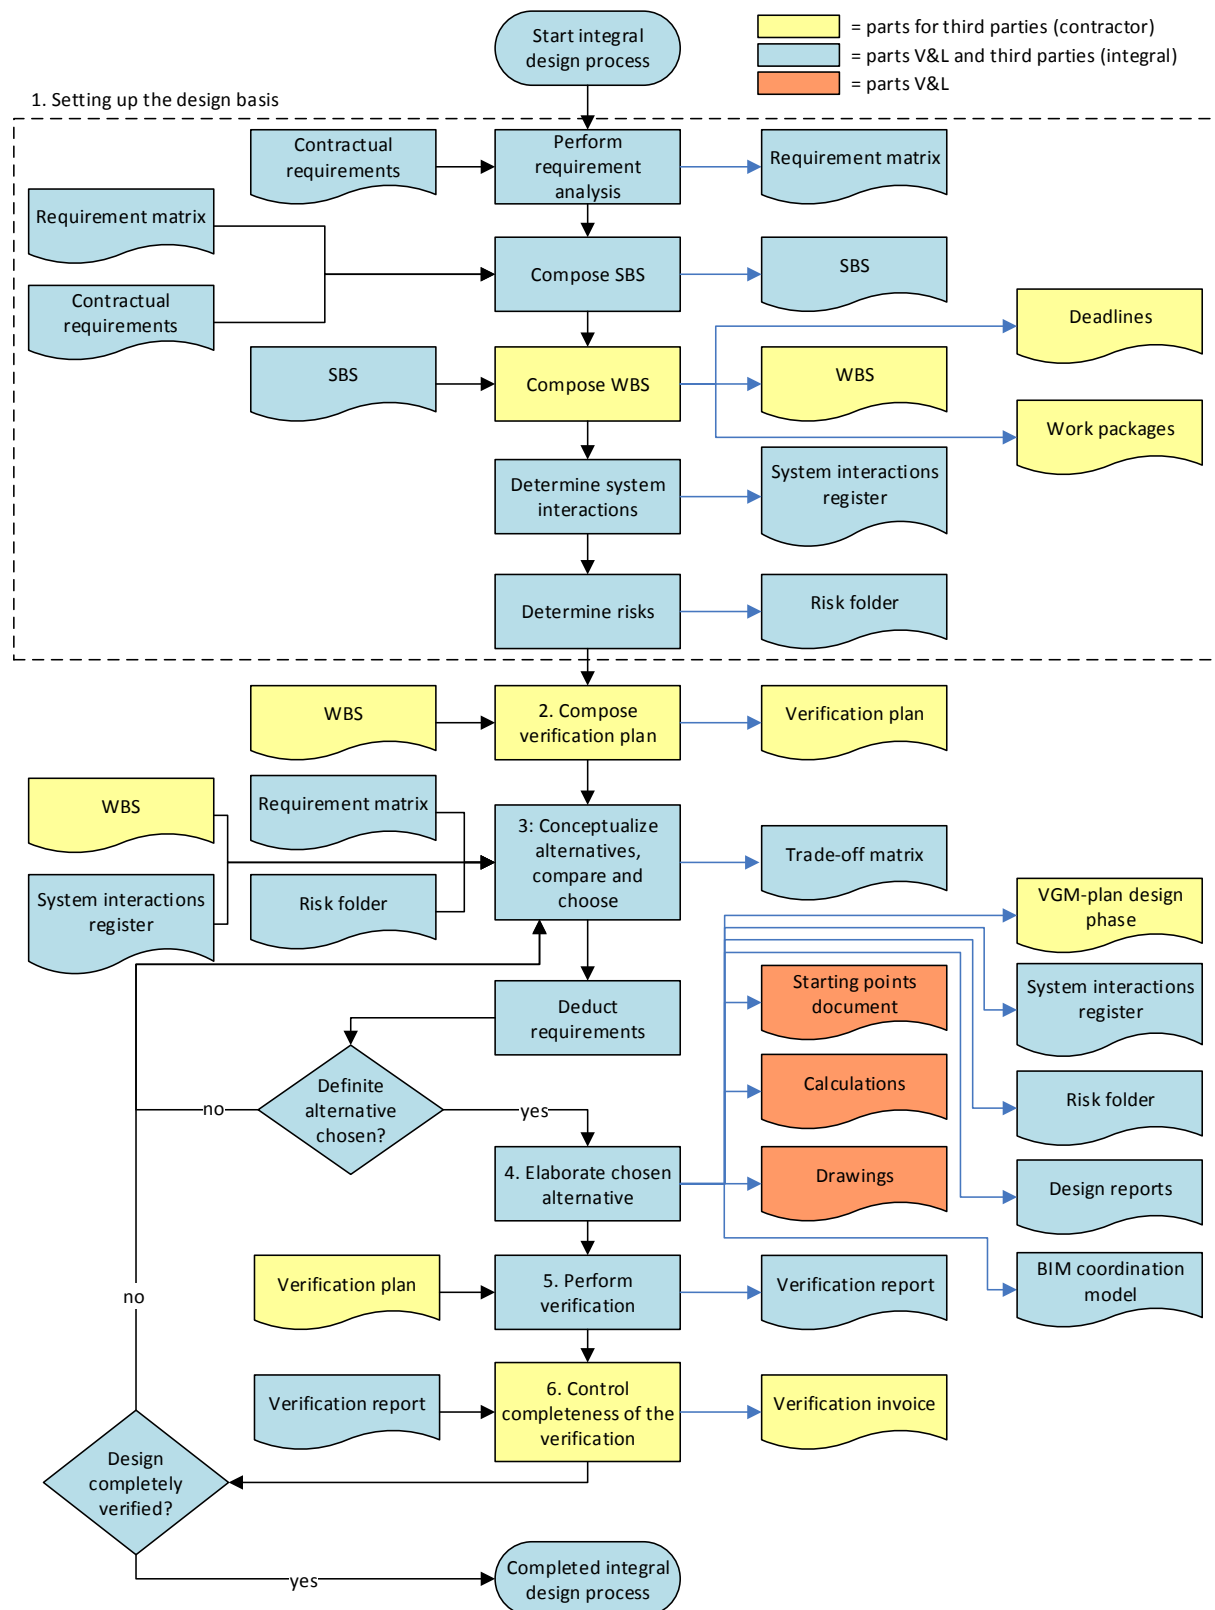 Start integral
design process
= parts for third parties (contractor)
= parts V&L and third parties (integral)
= parts V&L
1. Setting up the design basis
Contractual
requirements
Perform
requirement
analysis
Requirement matrix
Requirement matrix
Contractual
requirements
Compose SBS
SBS
Deadlines
SBS
Compose WBS
WBS
Work packages
Determine system
interactions
System interactions
register
Determine risks
Risk folder
WBS
2. Compose
verification plan
Verification plan
WBS
Requirement matrix
System interactions
register
Risk folder
3: Conceptualize
alternatives,
compare and
choose
Trade-off matrix
VGM-plan design
phase
Deduct
requirements
Starting points
document
System interactions
register
Definite
alternative
chosen?
no
yes
Calculations
Risk folder
4. Elaborate chosen
alternative
Drawings
Design reports
Verification plan
5. Perform
verification
Verification report
BIM coordination
model
no
Verification report
6. Control
completeness of the
verification
Verification invoice
Design
completely
verified?
yes
Completed integral
design process